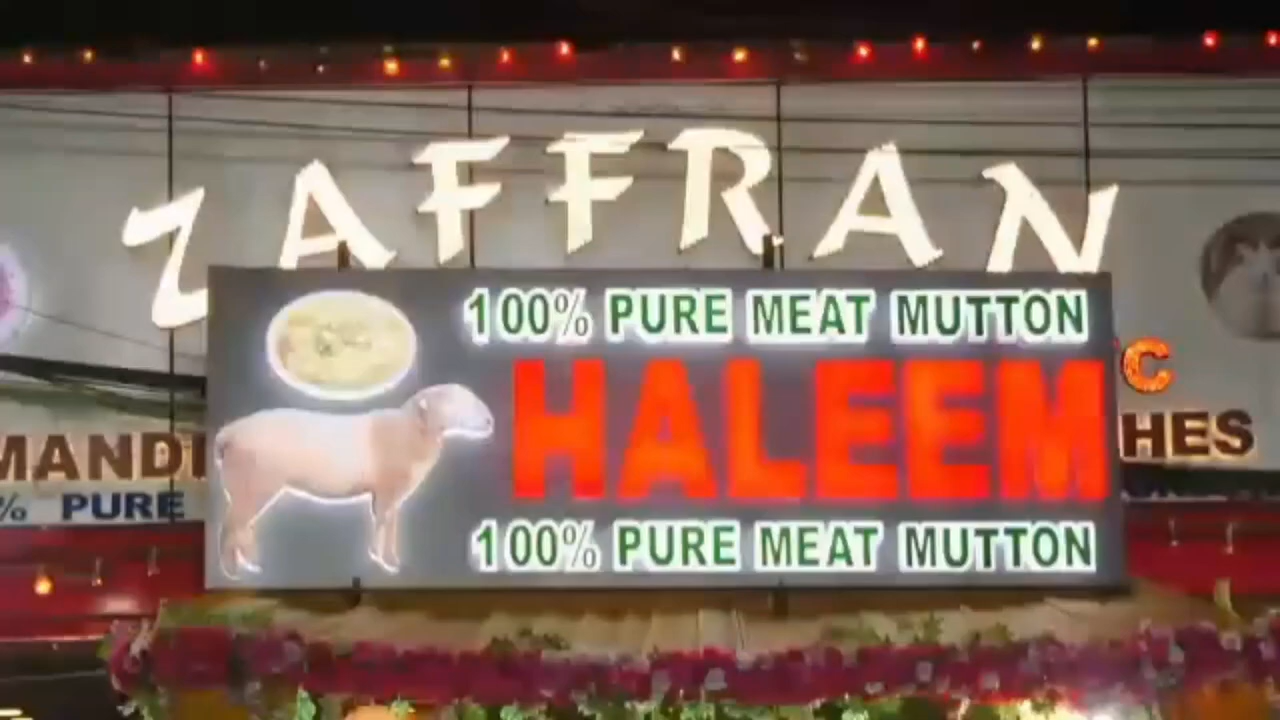 ZAFFRAN
100% PURE MEAT MUTTON
HALEEM
100% PURE MEAT MUTTON
MANDI
% PURE
C
HES